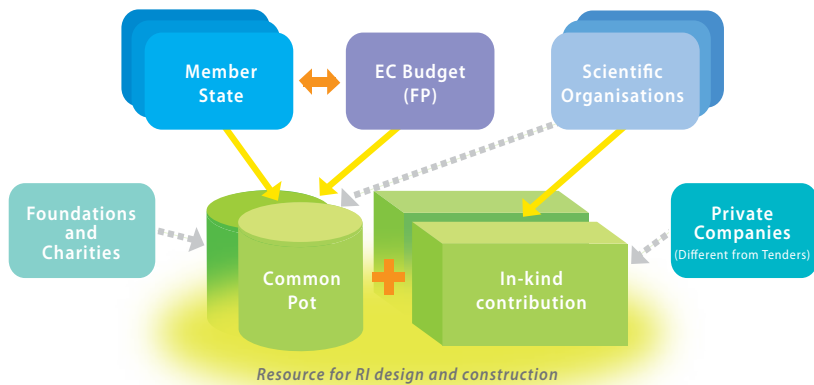 Member
State
EC Budget
(FP)
Scientific
Organisations
Foundations
and
Charities
Private
Companies
(Different from Tenders)
Common
Pot
In-kind
contribution
Resource for RI design and construction